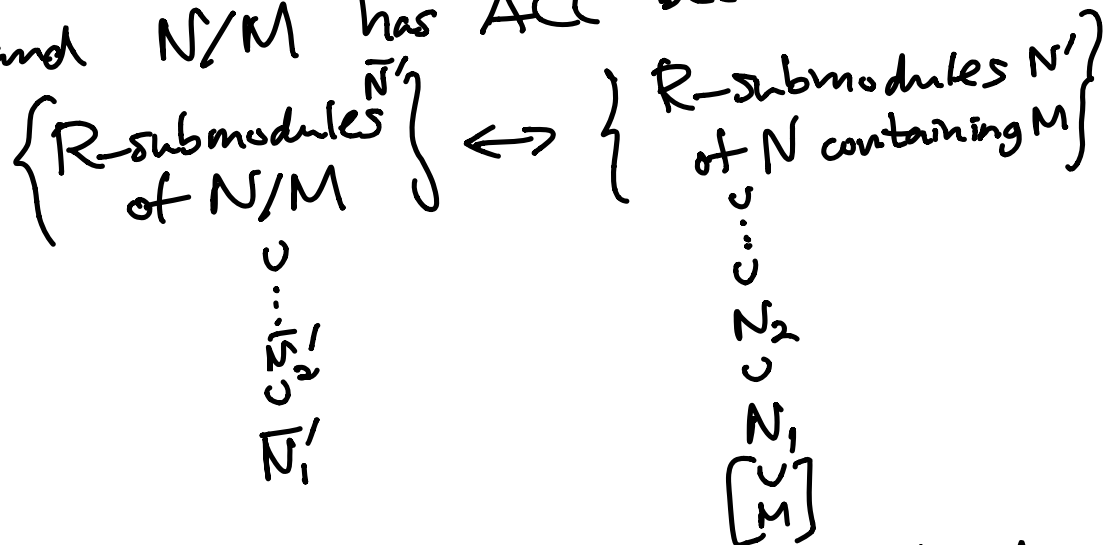 and N/M has ACC
{R-submodules N̄' of N/M} ⟷ {R-submodules N' of N containing M}
∪ ∪
⋮ ⋮
N̄₂' ∪
∪ N₂
N̄₁' ∪
N₁
[∪
M]